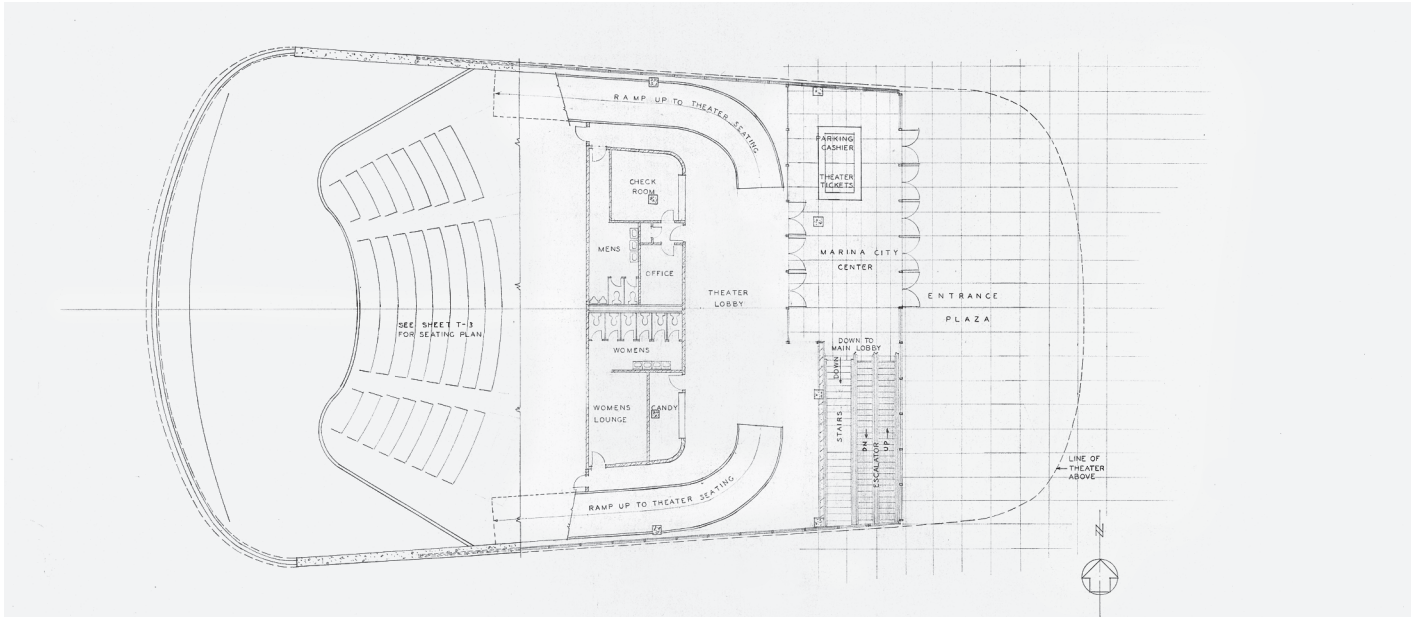 RAMP UP TO THEATER SEATING
PARKING
CASHIER
THEATER
TICKETS
CHECK
ROOM
MENS
OFFICE
THEATER
LOBBY
MARINA CITY
CENTER
ENTRANCE
PLAZA
SEE SHEET T-13
FOR SEATING PLAN
WOMENS
DOWN TO
MAIN LOBBY
DOWN
STAIRS
DN
ESCALATOR
UP
WOMENS
LOUNGE
CANDY
LINE OF
THEATER
ABOVE
RAMP UP TO THEATER SEATING
N